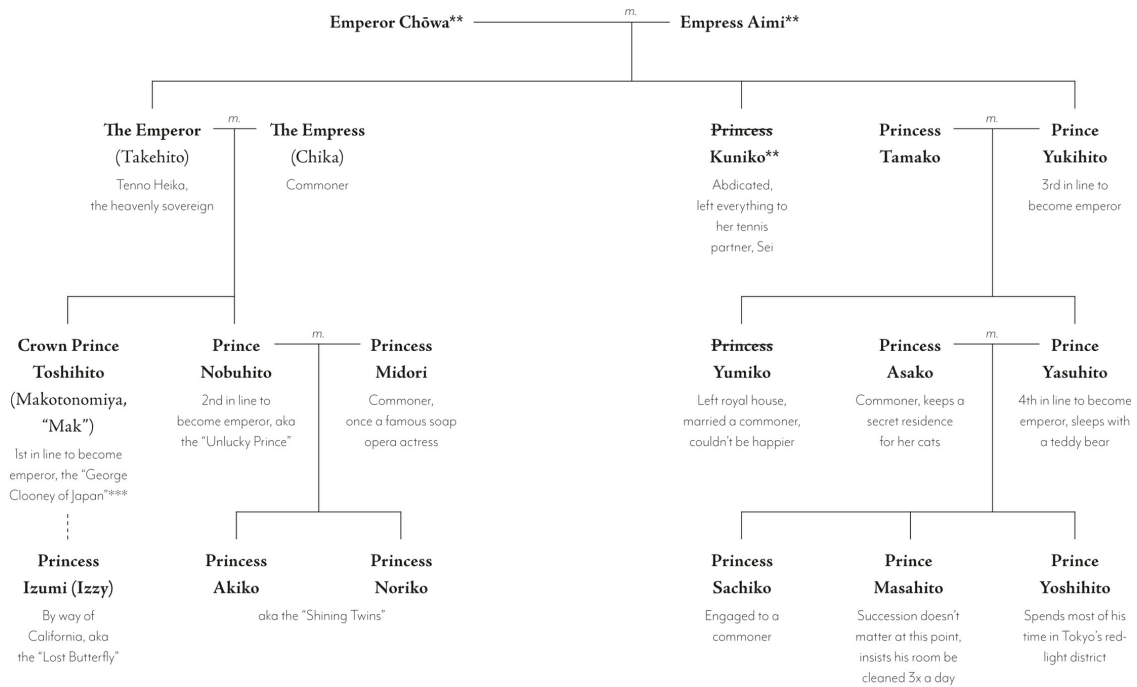 Emperor Chōwa** m. Empress Aimi**
The Emperor
(Takehito)
Tenno Heika,
the heavenly sovereign
m.
The Empress
(Chika)
Commoner
Princess
Kuniko**
Abdicated,
left everything to
her tennis
partner, Sei
Princess
Tamako
m.
Prince
Yukihito
3rd in line to
become emperor
Crown Prince
Toshihito
(Makotonomiya,
“Mak”)
1st in line to become
emperor, the “George
Clooney of Japan”***
Prince
Nobuhito
2nd in line to
become emperor, aka
the “Unlucky Prince”
m.
Princess
Midori
Commoner,
once a famous soap
opera actress
Princess
Yumiko
Left royal house,
married a commoner,
couldn’t be happier
Princess
Asako
Commoner, keeps a
secret residence
for her cats
m.
Prince
Yasuhito
4th in line to become
emperor, sleeps with
a teddy bear
Princess
Izumi (Izzy)
By way of
California, aka
the “Lost Butterfly”
Princess
Akiko
Princess
Noriko
aka the “Shining Twins”
Princess
Sachiko
Engaged to a
commoner
Prince
Masahito
Succession doesn’t
matter at this point,
insists his room be
cleaned 3x a day
Prince
Yoshihito
Spends most of his
time in Tokyo’s red-
light district